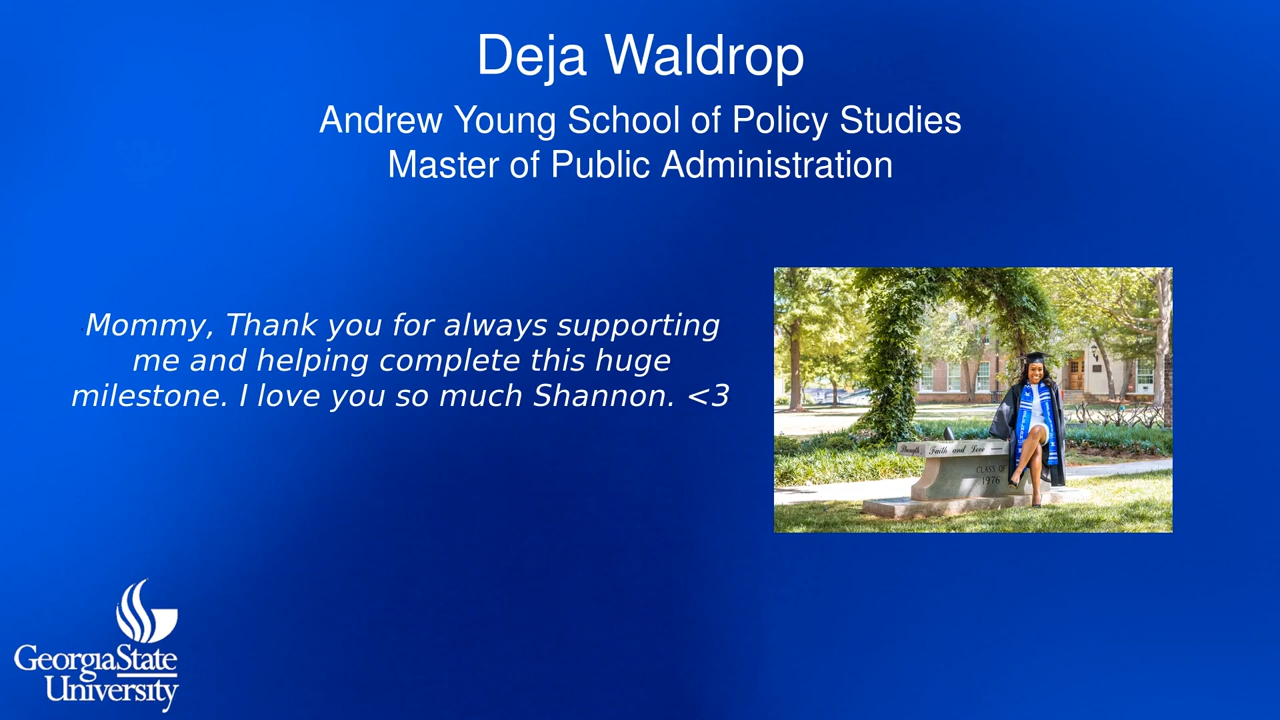 Deja Waldrop
Andrew Young School of Policy Studies
Master of Public Administration
Mommy, Thank you for always supporting
me and helping complete this huge
milestone. I love you so much Shannon. <3
Faith and Love
CLASS OF
1976
GeorgiaState
University